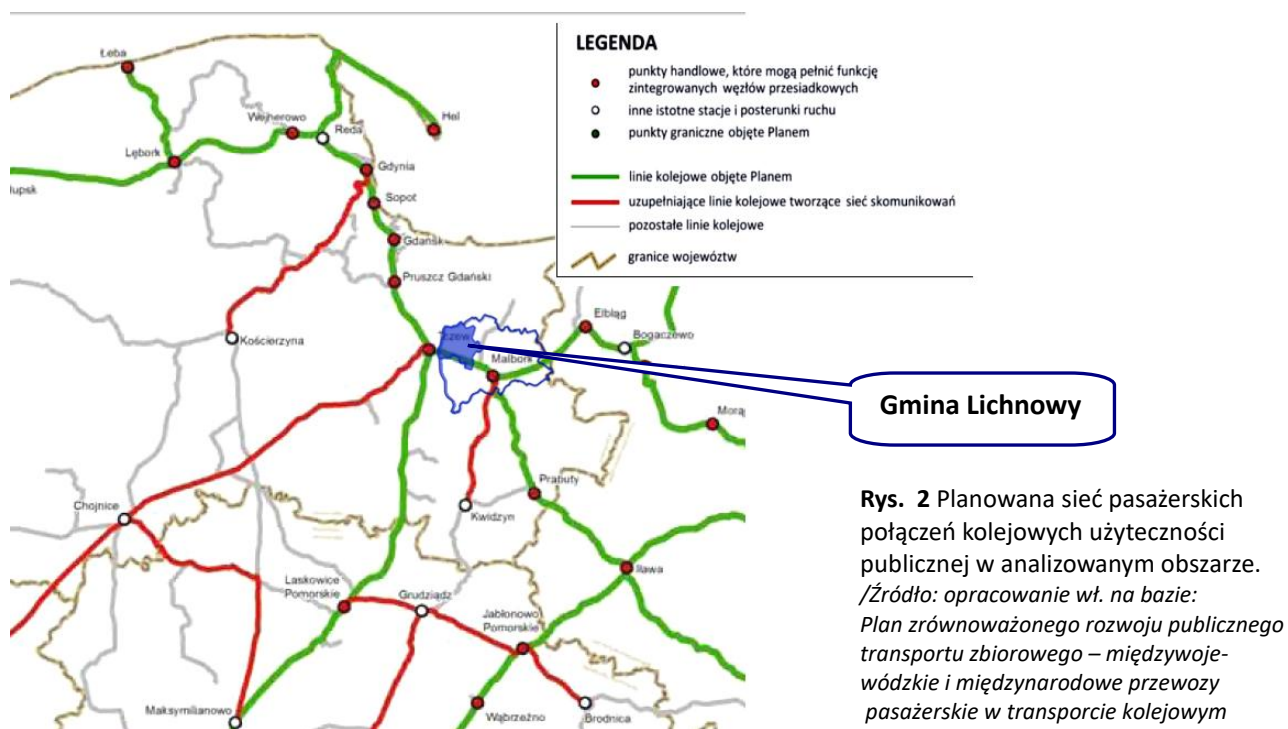 LEGENDA
punkty handlowe, które mogą pełnić funkcję
zintegrowanych węzłów przesiadkowych
inne istotne stacje i posterunki ruchu
punkty graniczne objęte Planem
linie kolejowe objęte Planem
uzupełniające linie kolejowe tworzące sieć skomunikowań
pozostałe linie kolejowe
granice wojewóztw
Łeba
Wejherowo
Reda
Hel
Lębork
Gdynia
łupsk
Sopot
Gdańsk
Pruszcz Gdański
Elbląg
Bogaczewo
Kościerzyna
Tczew
Malbork
Gmina Lichnowy
Morąg
Prabuty
Chojnice
Kwidzyn
Iława
Laskowice
Pomorskie
Grudziądz
Jabłonowo
Pomorskie
Maksymilianowo
Wąbrzeźno
Brodnica
Rys. 2 Planowana sieć pasażerskich
połączeń kolejowych użyteczności
publicznej w analizowanym obszarze.
/Źródło: opracowanie wł. na bazie:
Plan zrównoważonego rozwoju publicznego
transportu zbiorowego – międzywoje-
wódzkie i międzynarodowe przewozy
pasażerskie w transporcie kolejowym